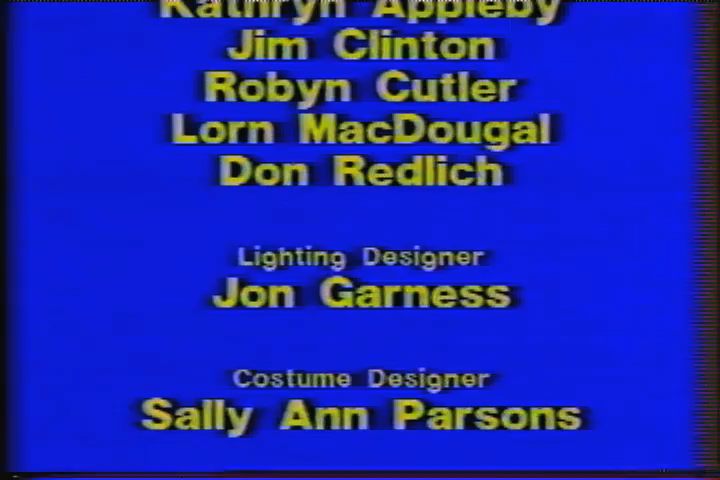 Kathryn Appleby
Jim Clinton
Robyn Cutler
Lorn MacDougal
Don Redlich
Lighting Designer
Jon Garness
Costume Designer
Sally Ann Parsons